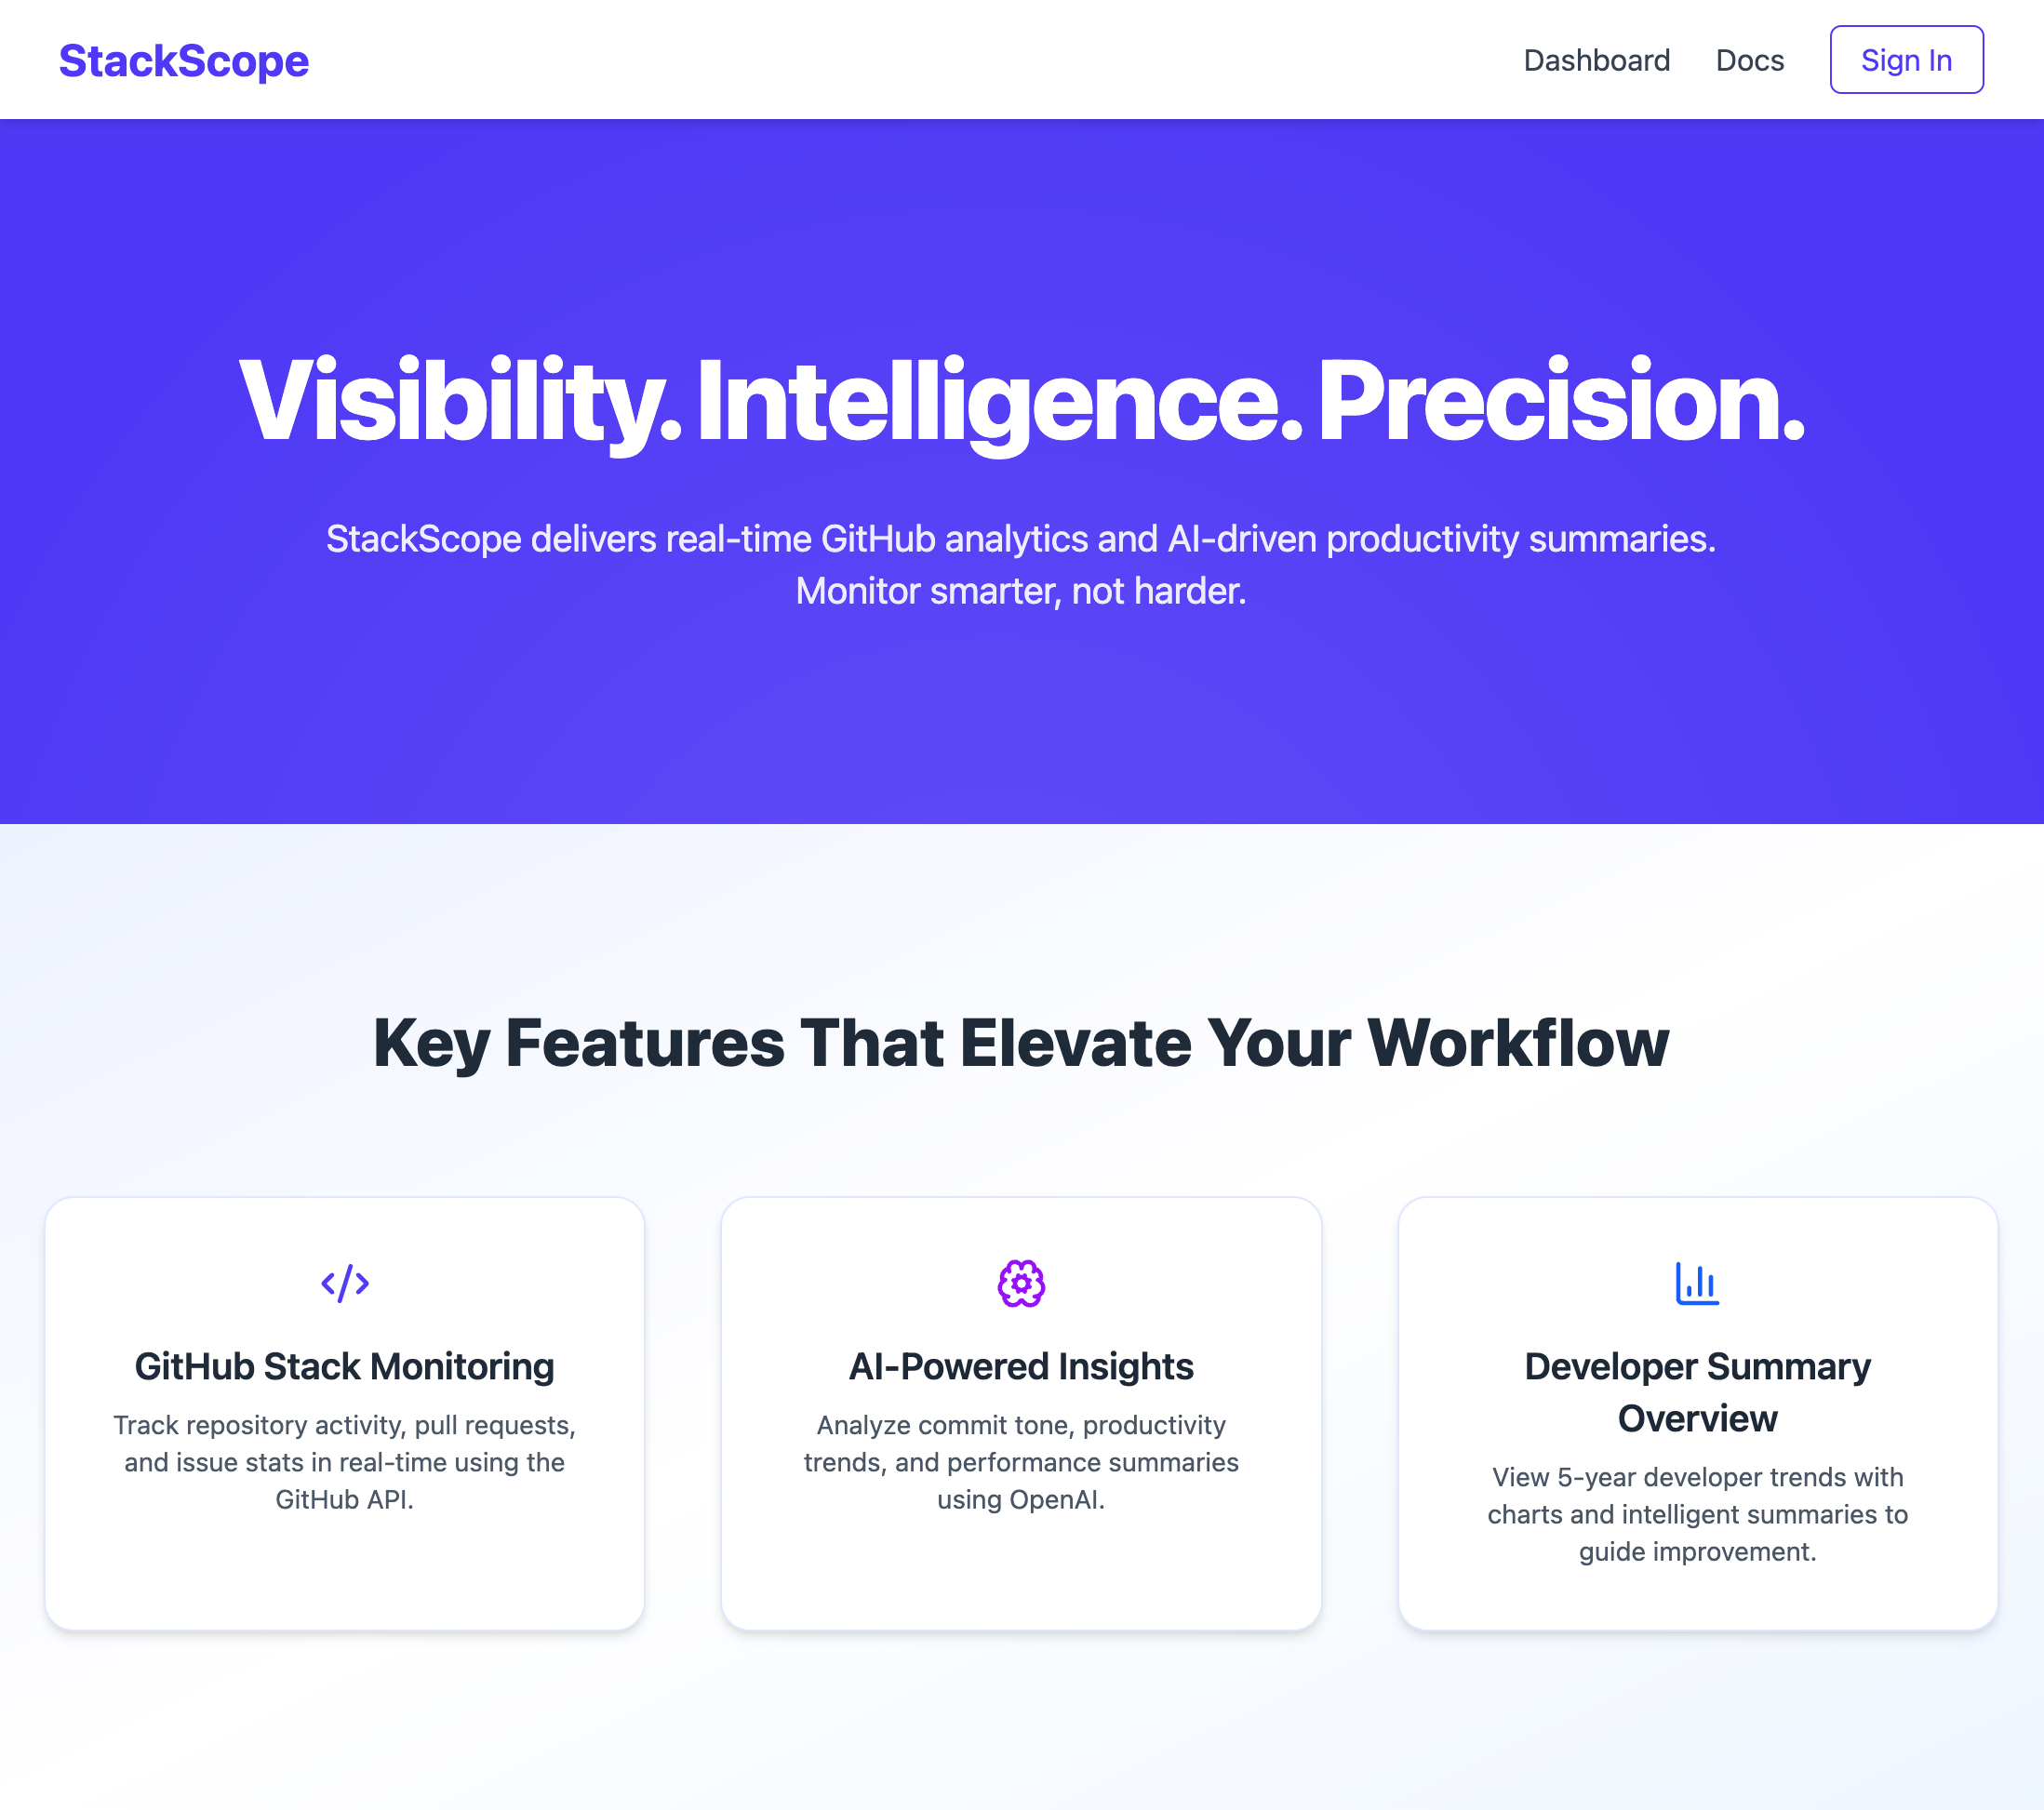 StackScope
Dashboard
Docs
Sign In
Visibility. Intelligence. Precision.
StackScope delivers real-time GitHub analytics and AI-driven productivity summaries.
Monitor smarter, not harder.
Key Features That Elevate Your Workflow
GitHub Stack Monitoring
Track repository activity, pull requests,
and issue stats in real-time using the
GitHub API.
AI-Powered Insights
Analyze commit tone, productivity
trends, and performance summaries
using OpenAI.
Developer Summary
Overview
View 5-year developer trends with
charts and intelligent summaries to
guide improvement.